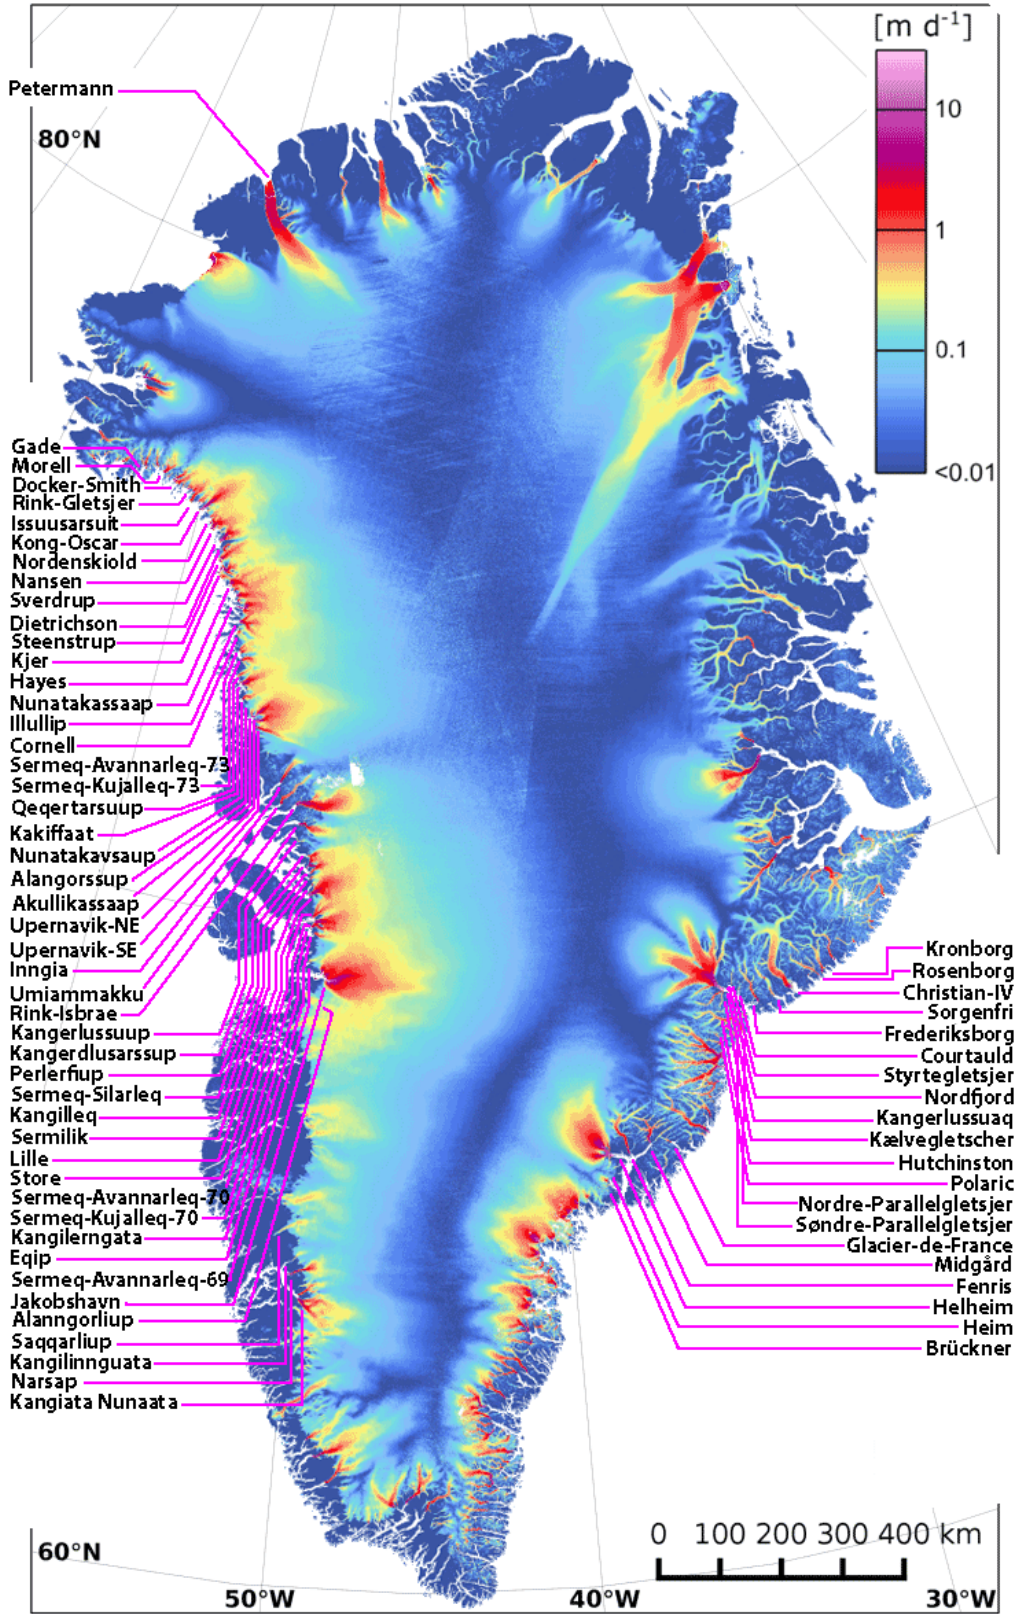 [m d⁻¹]
10
1
0.1
<0.01
Petermann
80°N
Gade
Morell
Docker-Smith
Rink-Gletsjer
Issuusarsuit
Kong-Oscar
Nordenskiold
Nansen
Sverdrup
Dietrichson
Steenstrup
Kjer
Hayes
Nunatakassaap
Illullip
Cornell
Sermeq-Avannarleq-73
Sermeq-Kujalleq-73
Qeqertarsuup
Kakiffaat
Nunatakavsaup
Alangorssup
Akullikassaap
Upernavik-NE
Upernavik-SE
Inngia
Umiammakku
Rink-Isbrae
Kangerlussuup
Kangerdlusarssup
Perlerfiup
Sermeq-Silarleq
Kangilleq
Sermilik
Lille
Store
Sermeq-Avannarleq-70
Sermeq-Kujalleq-70
Kangilerngata
Eqip
Sermeq-Avannarleq-69
Jakobshavn
Alanngorliup
Saqqarliup
Kangilinnguata
Narsap
Kangiata Nunaata
Kronborg
Rosenborg
Christian-IV
Sorgenfri
Frederiksborg
Courtauld
Styrtegletsjer
Nordfjord
Kangerlussuaq
Kælvegletscher
Hutchinston
Polaric
Nordre-Parallelgletsjer
Søndre-Parallelgletsjer
Glacier-de-France
Midgård
Fenris
Helheim
Heim
Brückner
0 100 200 300 400 km
60°N
50°W 40°W 30°W